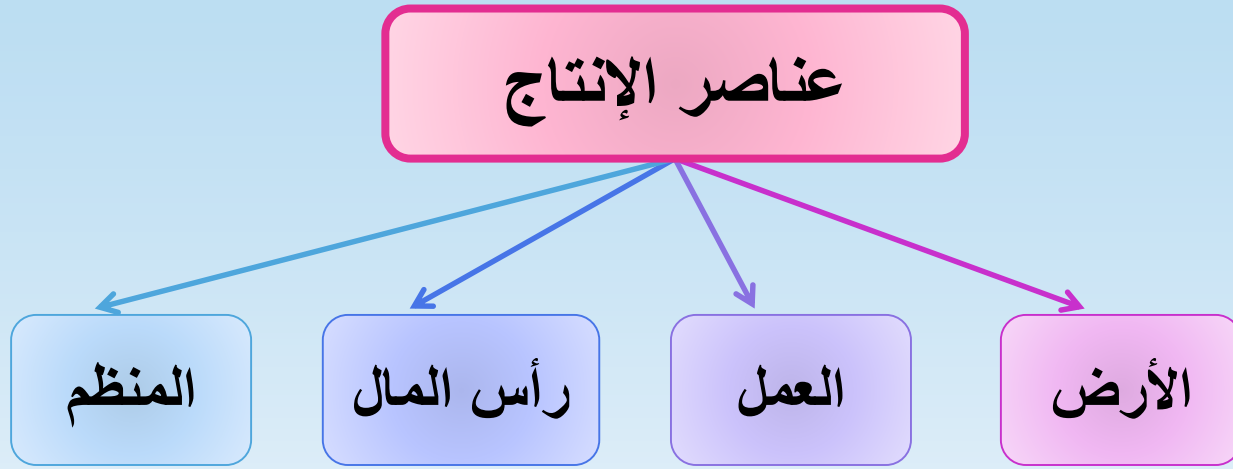 عناصر الإنتاج
الأرض
العمل
رأس المال
المنظم